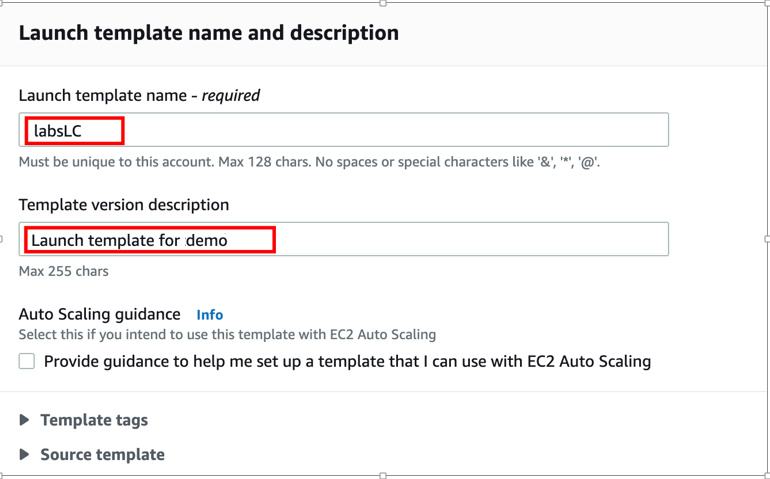 Launch template name and description
Launch template name - required
labsLC
Must be unique to this account. Max 128 chars. No spaces or special characters like '&', '*', '@'.
Template version description
Launch template for demo
Max 255 chars
Auto Scaling guidance Info
Select this if you intend to use this template with EC2 Auto Scaling
Provide guidance to help me set up a template that I can use with EC2 Auto Scaling
Template tags
Source template